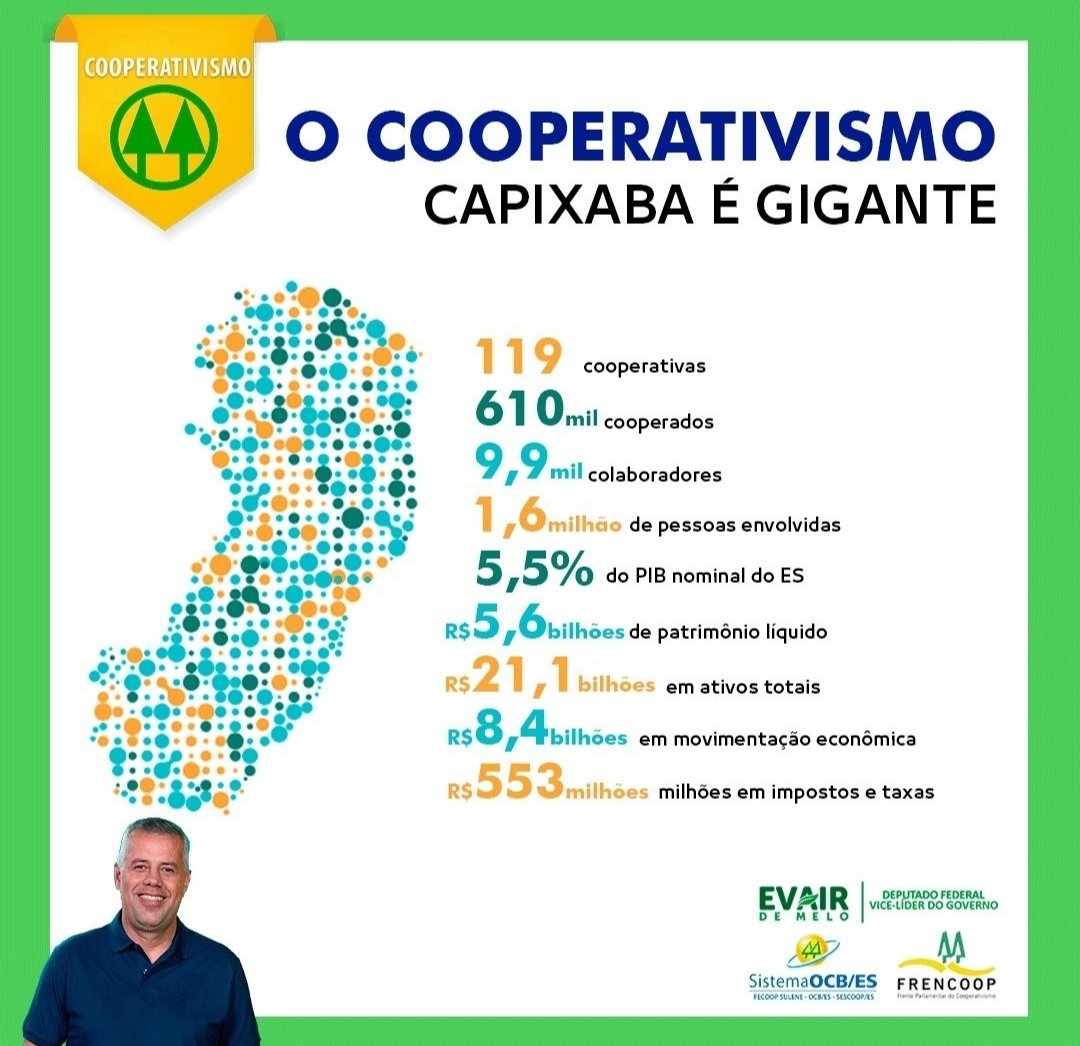 COOPERATIVISMO
O COOPERATIVISMO
CAPIXABA É GIGANTE
119 cooperativas
610mil cooperados
9,9mil colaboradores
1,6milhão de pessoas envolvidas
5,5% do PIB nominal do ES
R$5,6bilhões de patrimônio líquido
R$21,1bilhões em ativos totais
R$8,4bilhões em movimentação econômica
R$553milhões milhões em impostos e taxas
EVAIR
DE MELO
DEPUTADO FEDERAL
VICE-LÍDER DO GOVERNO
SistemaOCB/ES
FECOOP SULENE - OCB/ES - SESCOOP/ES
FRENCOOP
Frente Parlamentar do Cooperativismo